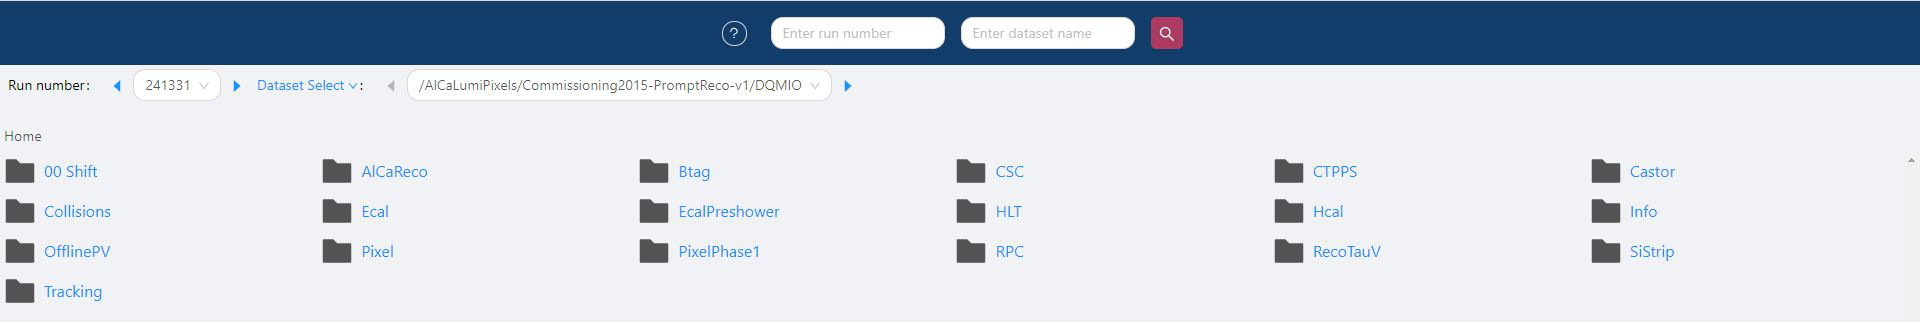 ? Enter run number Enter dataset name
Run number: 241331 Dataset Select : /AlCaLumiPixels/Commissioning2015-PromptReco-v1/DQMIO
Home
00 Shift AlCaReco Btag CSC CTPPS Castor
Collisions Ecal EcalPreshower HLT Hcal Info
OfflinePV Pixel PixelPhase1 RPC RecoTauV SiStrip
Tracking